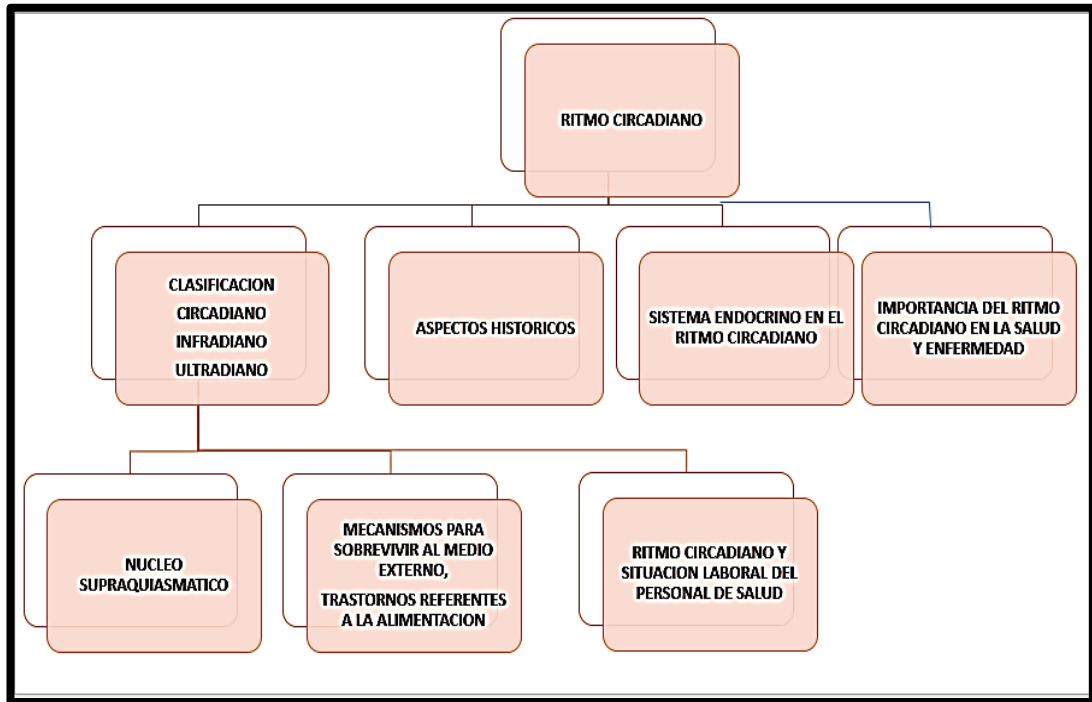 RITMO CIRCADIANO
CLASIFICACION
CIRCADIANO
INFRADIANO
ULTRADIANO
ASPECTOS HISTORICOS
SISTEMA ENDOCRINO EN EL
RITMO CIRCADIANO
IMPORTANCIA DEL RITMO
CIRCADIANO EN LA SALUD
Y ENFERMEDAD
NUCLEO
SUPRAQUIASMATICO
MECANISMOS PARA
SOBREVIVIR AL MEDIO
EXTERNO,
TRASTORNOS REFERENTES
A LA ALIMENTACION
RITMO CIRCADIANO Y
SITUACION LABORAL DEL
PERSONAL DE SALUD